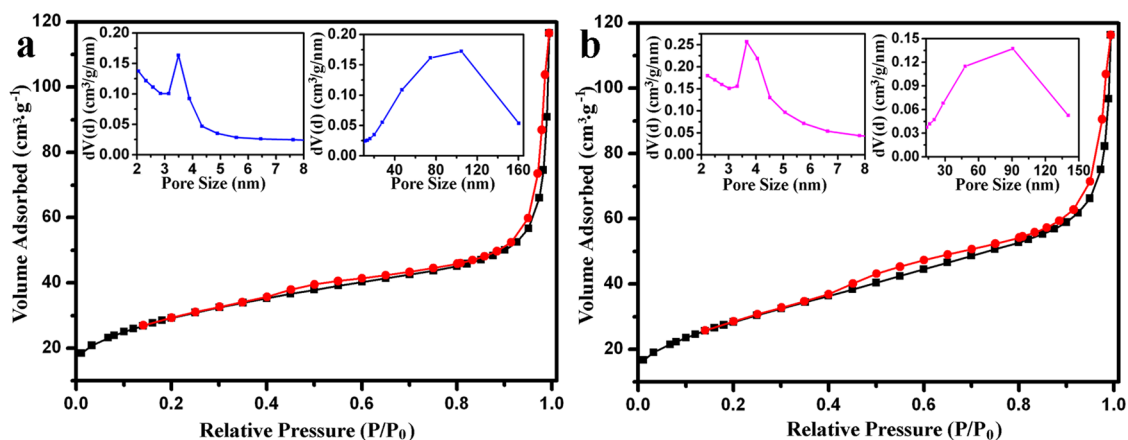 a
Volume Adsorbed (cm³·g⁻¹)
120
100
80
60
40
20
0.0 0.2 0.4 0.6 0.8 1.0
Relative Pressure (P/P₀)
dV(d) (cm³/g/nm)
0.20
0.15
0.10
0.05
0.00
2 3 4 5 6 7 8
Pore Size (nm)
dV(d) (cm³/g/nm)
0.20
0.15
0.10
0.05
0.00
40 80 120 160
Pore Size (nm)
b
Volume Adsorbed (cm³·g⁻¹)
120
100
80
60
40
20
0.0 0.2 0.4 0.6 0.8 1.0
Relative Pressure (P/P₀)
dV(d) (cm³/g/nm)
0.25
0.20
0.15
0.10
0.05
0.00
2 3 4 5 6 7 8
Pore Size (nm)
dV(d) (cm³/g/nm)
0.15
0.12
0.09
0.06
0.03
0.00
30 60 90 120 150
Pore Size (nm)